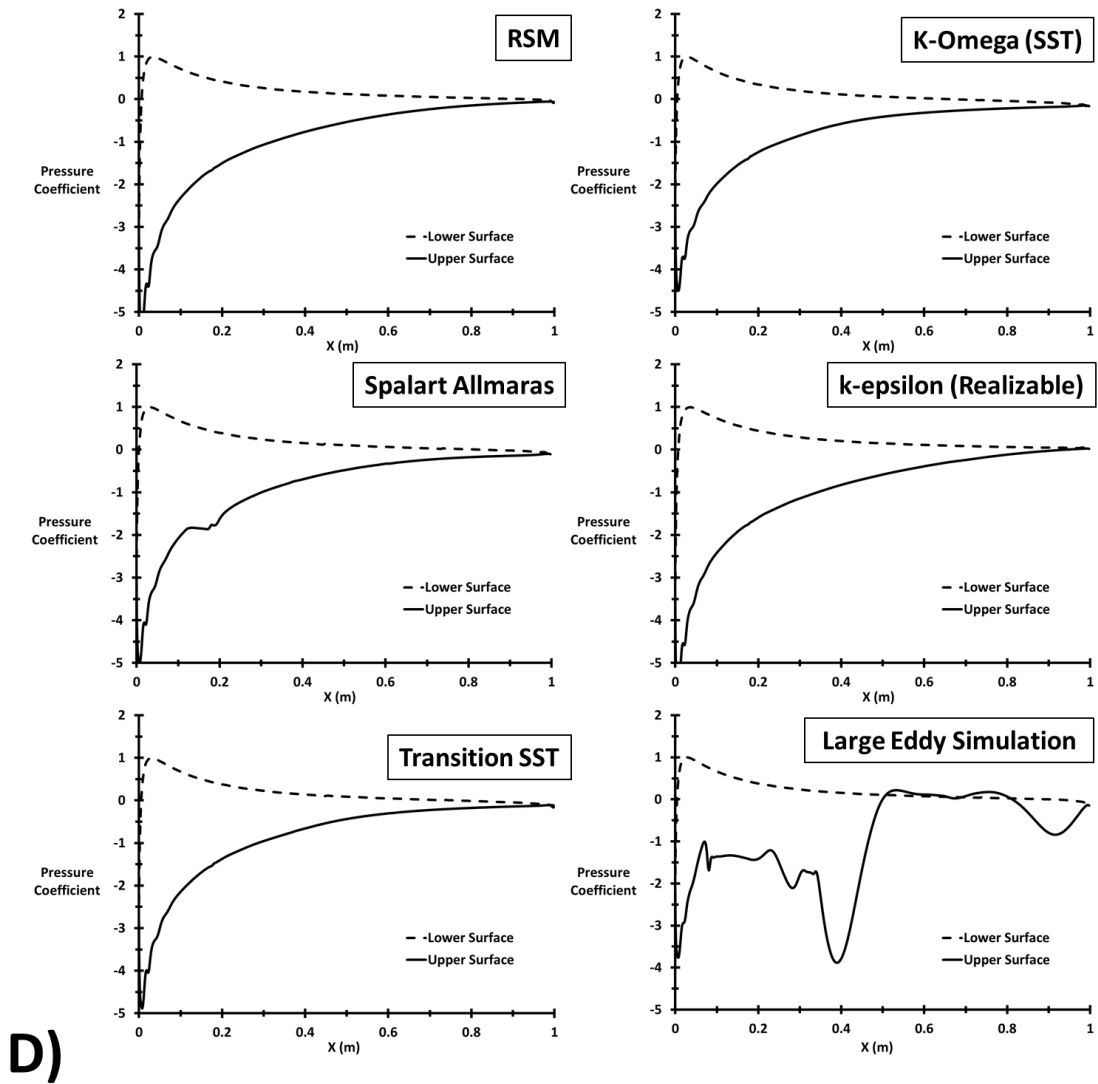 RSM
2
1
0
-1
-2
-3
-4
-5
Pressure
Coefficient
Lower Surface
Upper Surface
0 0.2 0.4 0.6 0.8 1
X (m)
K-Omega (SST)
2
1
0
-1
-2
-3
-4
-5
Pressure
Coefficient
Lower Surface
Upper Surface
0 0.2 0.4 0.6 0.8 1
X (m)
Spalart Allmaras
2
1
0
-1
-2
-3
-4
-5
Pressure
Coefficient
Lower Surface
Upper Surface
0 0.2 0.4 0.6 0.8 1
X (m)
k-epsilon (Realizable)
2
1
0
-1
-2
-3
-4
-5
Pressure
Coefficient
Lower Surface
Upper Surface
0 0.2 0.4 0.6 0.8 1
X (m)
Transition SST
2
1
0
-1
-2
-3
-4
-5
Pressure
Coefficient
Lower Surface
Upper Surface
0 0.2 0.4 0.6 0.8 1
X (m)
Large Eddy Simulation
2
1
0
-1
-2
-3
-4
-5
Pressure
Coefficient
Lower Surface
Upper Surface
0 0.2 0.4 0.6 0.8 1
X (m)
D)